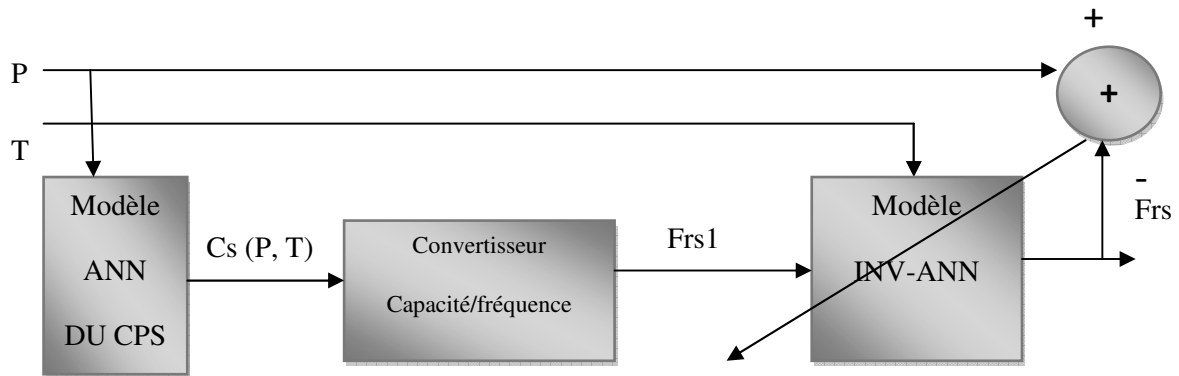 +
P
+
T
-
Frs
Modèle
ANN
DU CPS
Cs (P, T)
Convertisseur
Capacité/fréquence
Frs1
Modèle
INV-ANN